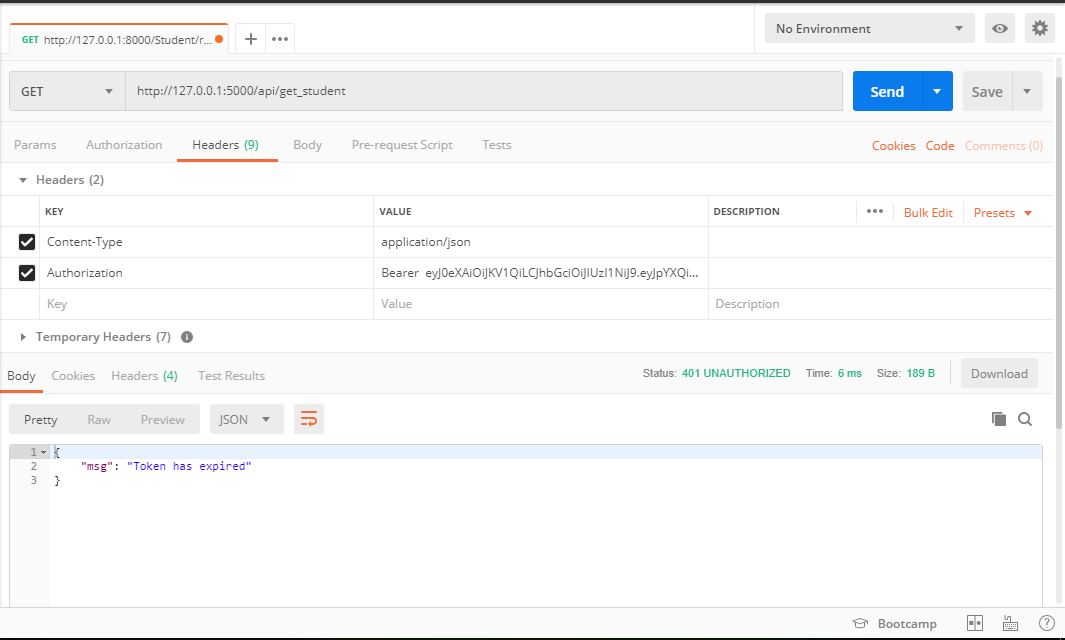 GET http://127.0.0.1:8000/Student/r... No Environment
GET http://127.0.0.1:5000/api/get_student Send Save
Params Authorization Headers (9) Body Pre-request Script Tests Cookies Code Comments (0)
Headers (2)
KEY VALUE DESCRIPTION Bulk Edit Presets
Content-Type application/json
Authorization Bearer eyJ0eXAiOiJKV1QiLCJhbGciOiJIUzI1NiJ9.eyJpYXQi...
Key Value Description
Temporary Headers (7)
Body Cookies Headers (4) Test Results Status: 401 UNAUTHORIZED Time: 6 ms Size: 189 B Download
Pretty Raw Preview JSON
1 {
2 "msg": "Token has expired"
3 }
Bootcamp